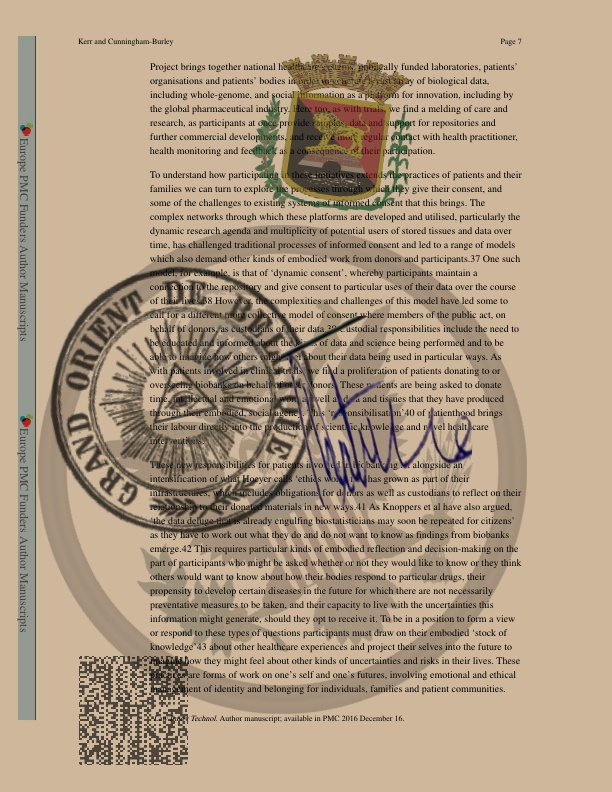 Kerr and Cunningham-Burley
Page 7
Project brings together national funded laboratories, patients'
organisations and patients' bodies in array of biological data,
including whole-genome, and social information as a platform for innovation, including by
the global pharmaceutical industry. Here too, as with trials, we find a melding of care and
research, as participants at once provide samples, data and support for repositories and
further commercial developments, and receive more regular contact with health practitioner,
health monitoring and feedback as a consequence of their participation.
To understand how participating in these initiatives extends the practices of patients and their
families we can turn to explore the processes through which they give their consent, and
some of the challenges to existing systems of informed consent that this brings. The
complex networks through which these platforms are developed and utilised, particularly the
dynamic research agenda and multiplicity of potential users of stored tissues and data over
time, has challenged traditional processes of informed consent and led to a range of models
which also demand other kinds of embodied work from donors and participants.37 One such
model, for example, is that of 'dynamic consent', whereby participants maintain a
connection to the repository and give consent to particular uses of their data over the course
of their lives.38 However, the complexities and challenges of this model have led some to
call for a different more collective model of consent where members of the public act, on
behalf of donors, as custodians of their data.39 Custodial responsibilities include the need to
be educated and informed about the of data and science being performed and to be
able to imagine how others might feel about their data being used in particular ways. As
with patients involved in clinical trials, we find a proliferation of patients donating to or
overseeing biobanks on behalf of other donors. These patients are being asked to donate
time, intellectual and emotional work as well as data and tissues that they have produced
through their embodied, social agency. This 'responsibilisation'40 of patienthood brings
their labour directly into the production of scientific knowledge and novel healthcare
interventions.
These new responsibilities for patients involved in biobanking sit alongside an
intensification of what Hoeyer calls 'ethics work' has grown as part of their
infrastructures, which includes obligations for donors as well as custodians to reflect on their
relationship to their donated materials in new ways.41 As Knoppers et al have also argued,
'the data deluge that is already engulfing biostatisticians may soon be repeated for citizens'
as they have to work out what they do and do not want to know as findings from biobanks
emerge.42 This requires particular kinds of embodied reflection and decision-making on the
part of participants who might be asked whether or not they would like to know or they think
others would want to know about how their bodies respond to particular drugs, their
propensity to develop certain diseases in the future for which there are not necessarily
preventative measures to be taken, and their capacity to live with the uncertainties this
information might generate, should they opt to receive it. To be in a position to form a view
or respond to these types of questions participants must draw on their embodied 'stock of
knowledge'43 about other healthcare experiences and project their selves into the future to
how they might feel about other kinds of uncertainties and risks in their lives. These
are forms of work on one's self and one's futures, involving emotional and ethical
of identity and belonging for individuals, families and patient communities.
Technol. Author manuscript; available in PMC 2016 December 16.
Europe PMC Funders Author Manuscripts
Europe PMC Funders Author Manuscripts
GRAND ORIENT DE